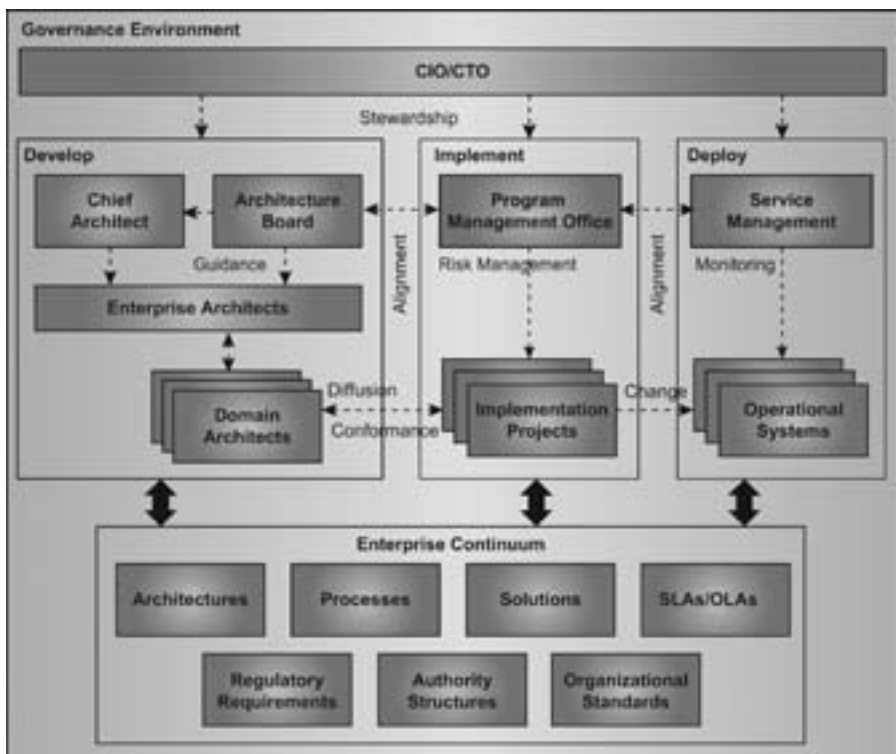 Governance Environment
CIO/CTO
Stewardship
Develop
Implement
Deploy
Chief
Architect
Architecture
Board
Program
Management Office
Service
Management
Guidance
Alignment
Risk Management
Alignment
Monitoring
Enterprise Architects
Diffusion
Conformance
Domain
Architects
Implementation
Projects
Change
Operational
Systems
Enterprise Continuum
Architectures
Processes
Solutions
SLAs/OLAs
Regulatory
Requirements
Authority
Structures
Organizational
Standards